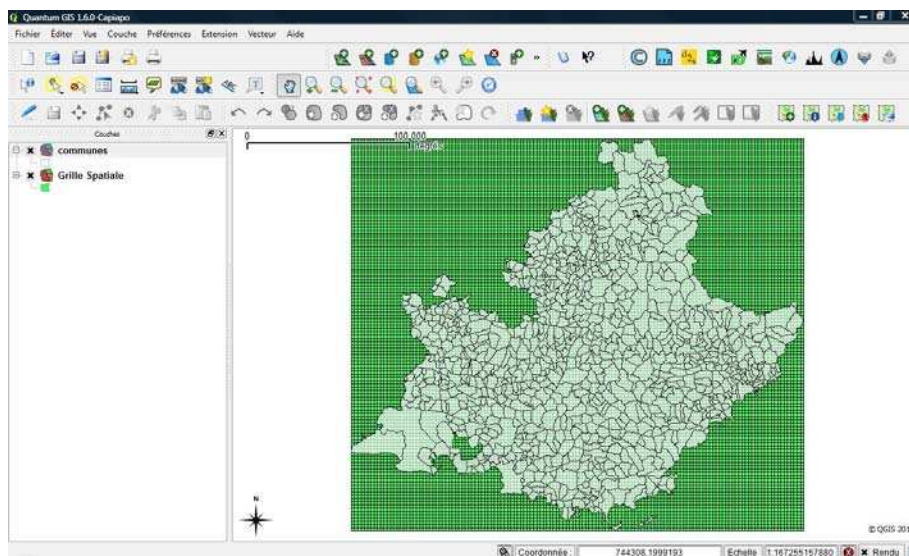 Quantum GIS 1.6.0-Capiapo
Fichier Éditer Vue Couche Préférences Extension Vecteur Aide
Couches
communes
Grille Spatiale
0 100,000
degrés
N
© QGIS 201
Coordonnée : 744308,1999193 Echelle 1:167255157880 Rendu